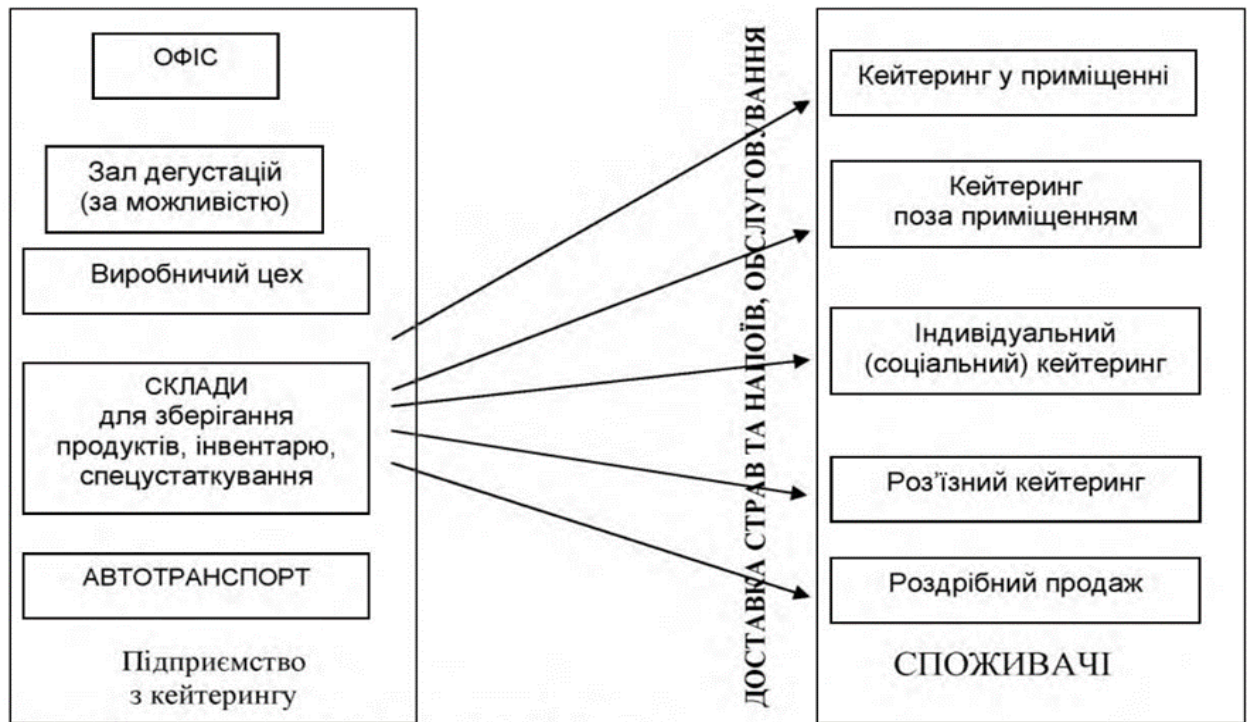 ОФІС
Зал дегустацій
(за можливістю)
Виробничий цех
СКЛАДИ
для зберігання
продуктів, інвентарю,
спецустаткування
АВТОТРАНСПОРТ
Підприємство
з кейтерингу
ДОСТАВКА СТРАВ ТА НАПОЇВ, ОБСЛУГОВУВАННЯ
Кейтеринг у приміщенні
Кейтеринг
поза приміщенням
Індивідуальний
(соціальний) кейтеринг
Роз’їзний кейтеринг
Роздрібний продаж
СПОЖИВАЧІ